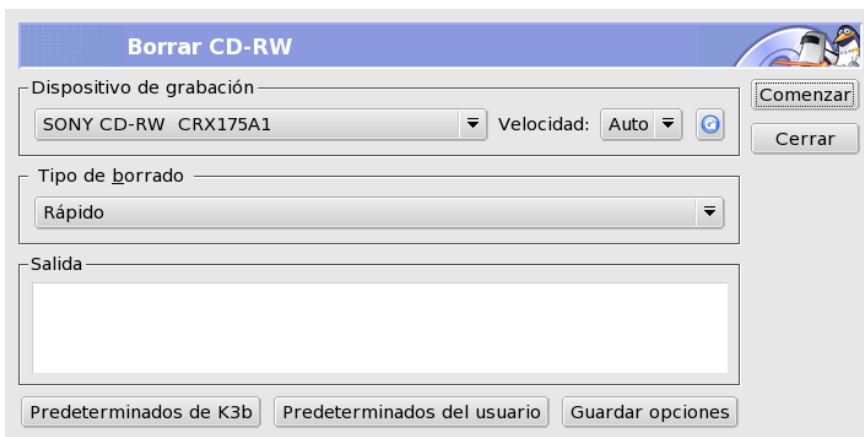 Borrar CD-RW
Dispositivo de grabación
SONY CD-RW CRX175A1
Velocidad:
Auto
Comenzar
Cerrar
Tipo de borrado
Rápido
Salida
Predeterminados de K3b
Predeterminados del usuario
Guardar opciones